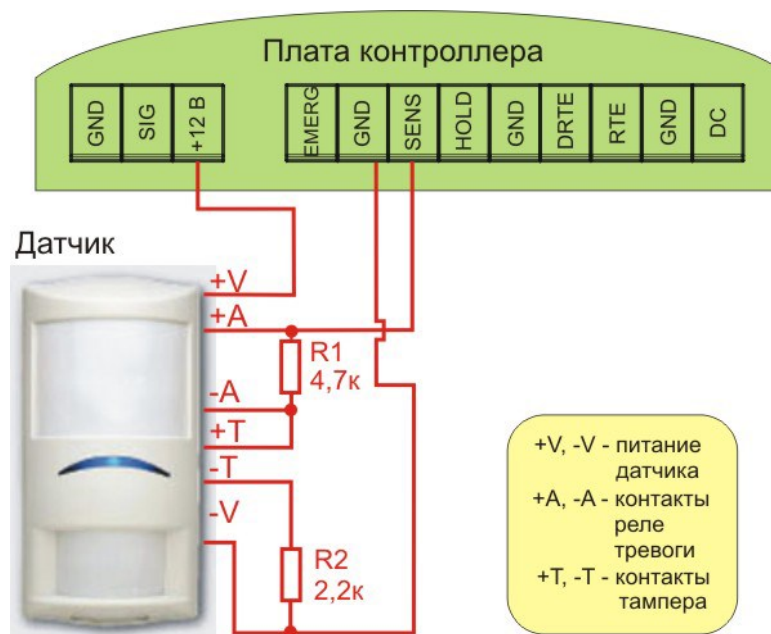 Плата контроллера
GND
SIG
+12 В
EMERG
GND
SENS
HOLD
GND
DRTE
RTE
GND
DC
Датчик
+V
+A
R1
4,7к
-A
+T
-T
-V
R2
2,2к
+V, -V - питание
датчика
+A, -A - контакты
реле
тревоги
+T, -T - контакты
тампера